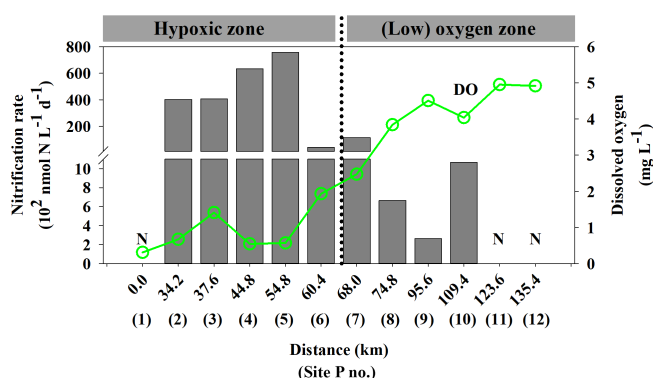 Hypoxic zone
(Low) oxygen zone
Nitrification rate
(10² nmol N L⁻¹ d⁻¹)
800
600
400
200
10
8
6
4
2
0
DO
N
N
N
6
5
4
3
2
1
0
Dissolved oxygen
(mg L⁻¹)
0.0 34.2 37.6 44.8 54.8 60.4 68.0 74.8 95.6 109.4 123.6 135.4
(1) (2) (3) (4) (5) (6) (7) (8) (9) (10) (11) (12)
Distance (km)
(Site P no.)